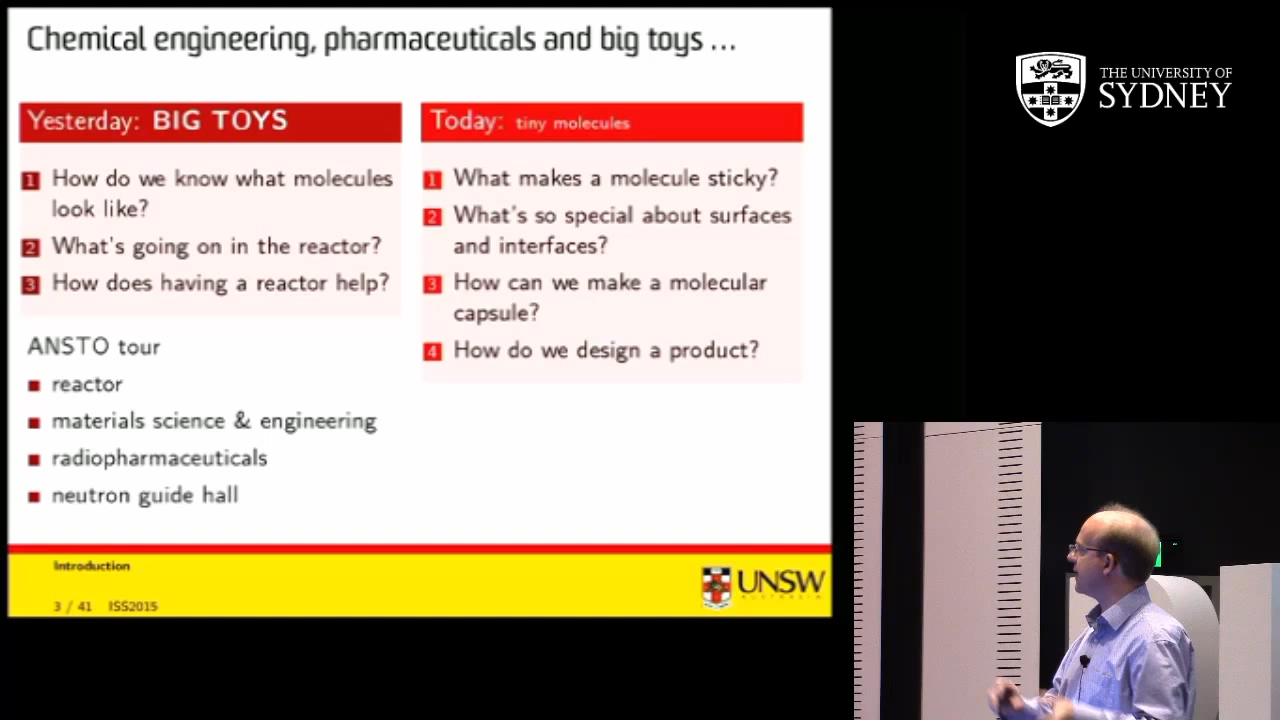 Chemical engineering, pharmaceuticals and big toys ...
Yesterday: BIG TOYS
1 How do we know what molecules
look like?
2 What's going on in the reactor?
3 How does having a reactor help?
ANSTO tour
reactor
materials science & engineering
radiopharmaceuticals
neutron guide hall
Today: tiny molecules
1 What makes a molecule sticky?
2 What's so special about surfaces
and interfaces?
3 How can we make a molecular
capsule?
4 How do we design a product?
Introduction
3 / 41 ISS2015
UNSW
AUSTRALIA
THE UNIVERSITY OF
SYDNEY